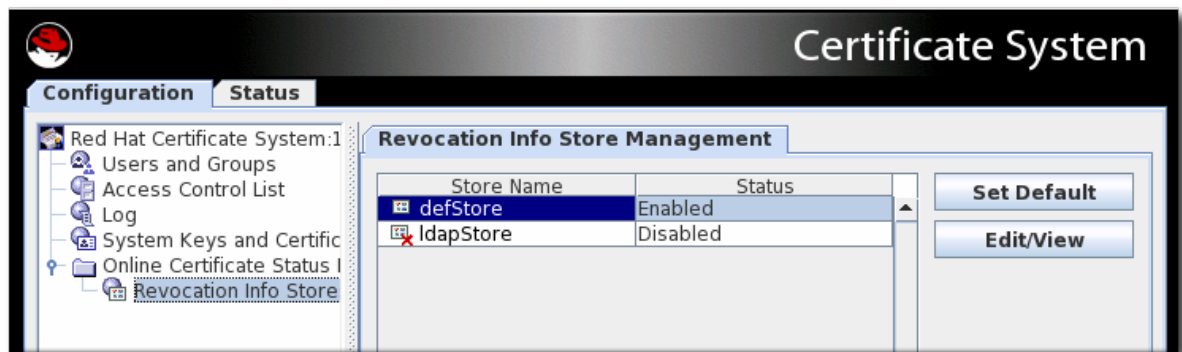 Certificate System
Configuration
Status
Red Hat Certificate System:1
Users and Groups
Access Control List
Log
System Keys and Certific
Online Certificate Status
Revocation Info Store
Revocation Info Store Management
Store Name
Status
defStore
Enabled
ldapStore
Disabled
Set Default
Edit/View